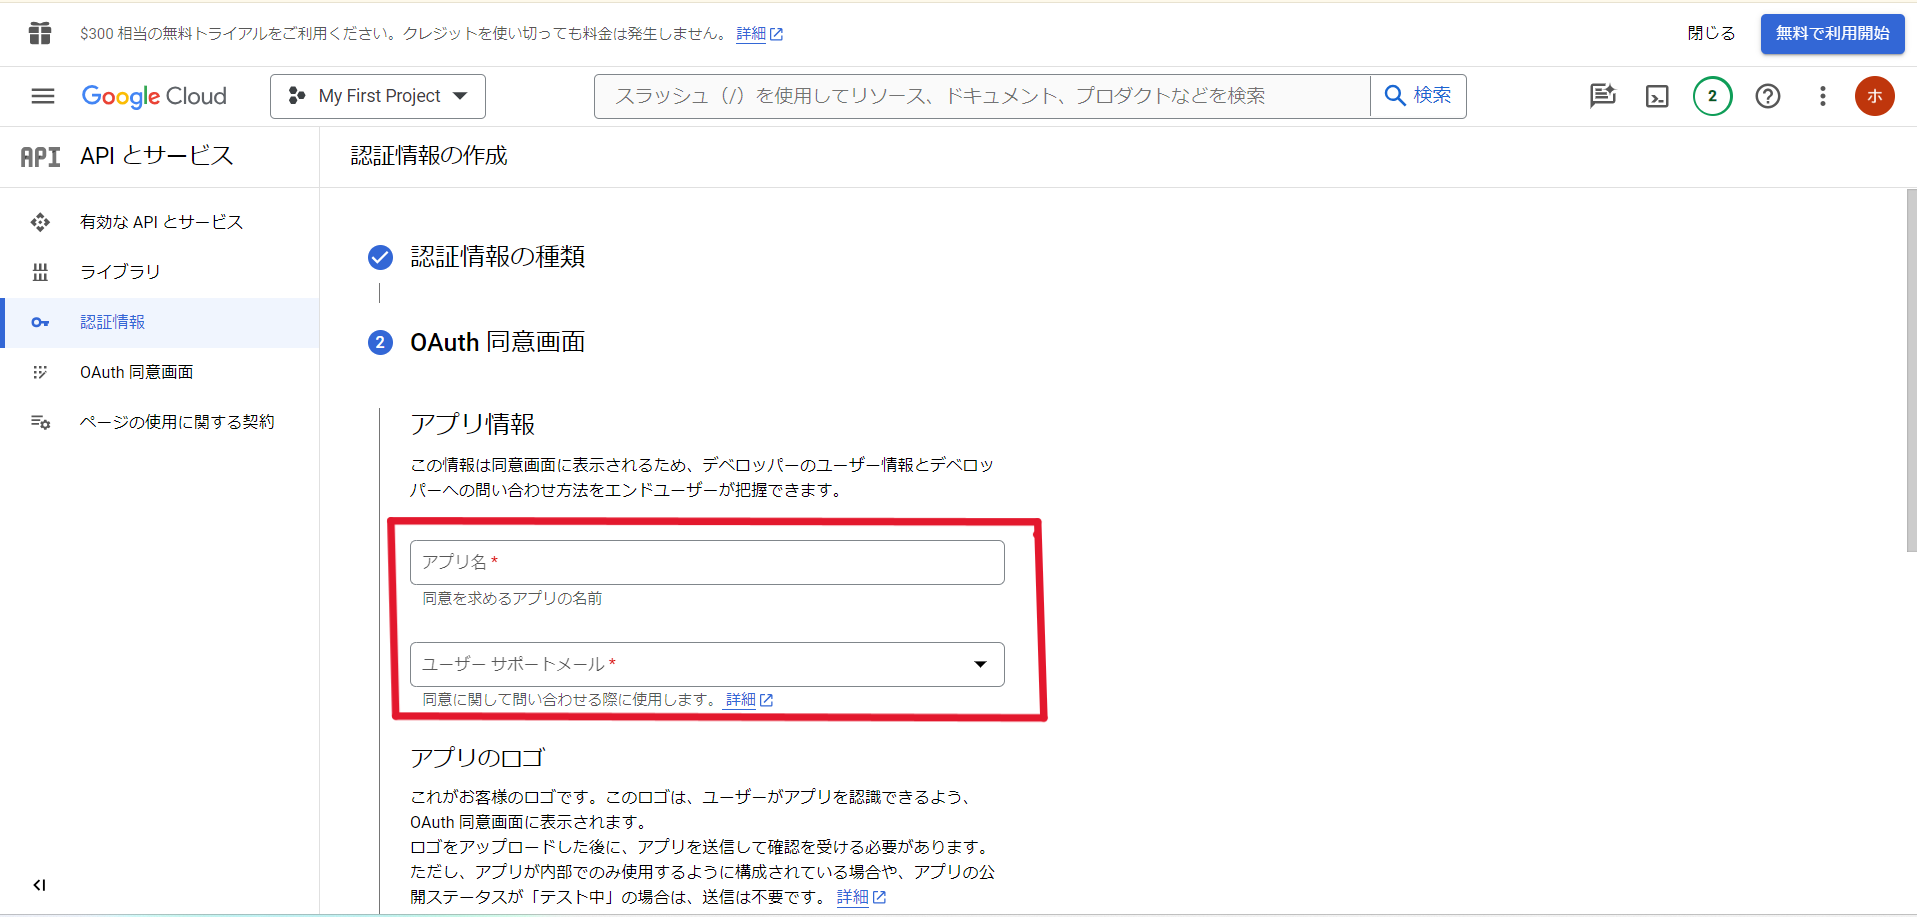 $300 相当の無料トライアルをご利用ください。クレジットを使い切っても料金は発生しません。 詳細
閉じる
無料で利用開始
Google Cloud
My First Project
スラッシュ（/）を使用してリソース、ドキュメント、プロダクトなどを検索
検索
2
ホ
API API とサービス
認証情報の作成
有効な API とサービス
ライブラリ
認証情報
OAuth 同意画面
ページの使用に関する契約
認証情報の種類
2 OAuth 同意画面
アプリ情報
この情報は同意画面に表示されるため、デベロッパーのユーザー情報とデベロッ
パーへの問い合わせ方法をエンドユーザーが把握できます。
アプリ名 *
同意を求めるアプリの名前
ユーザー サポートメール *
同意に関して問い合わせる際に使用します。 詳細
アプリのロゴ
これがお客様のロゴです。このロゴは、ユーザーがアプリを認識できるよう、
OAuth 同意画面に表示されます。
ロゴをアップロードした後に、アプリを送信して確認を受ける必要があります。
ただし、アプリが内部でのみ使用するように構成されている場合や、アプリの公
開ステータスが「テスト中」の場合は、送信は不要です。 詳細